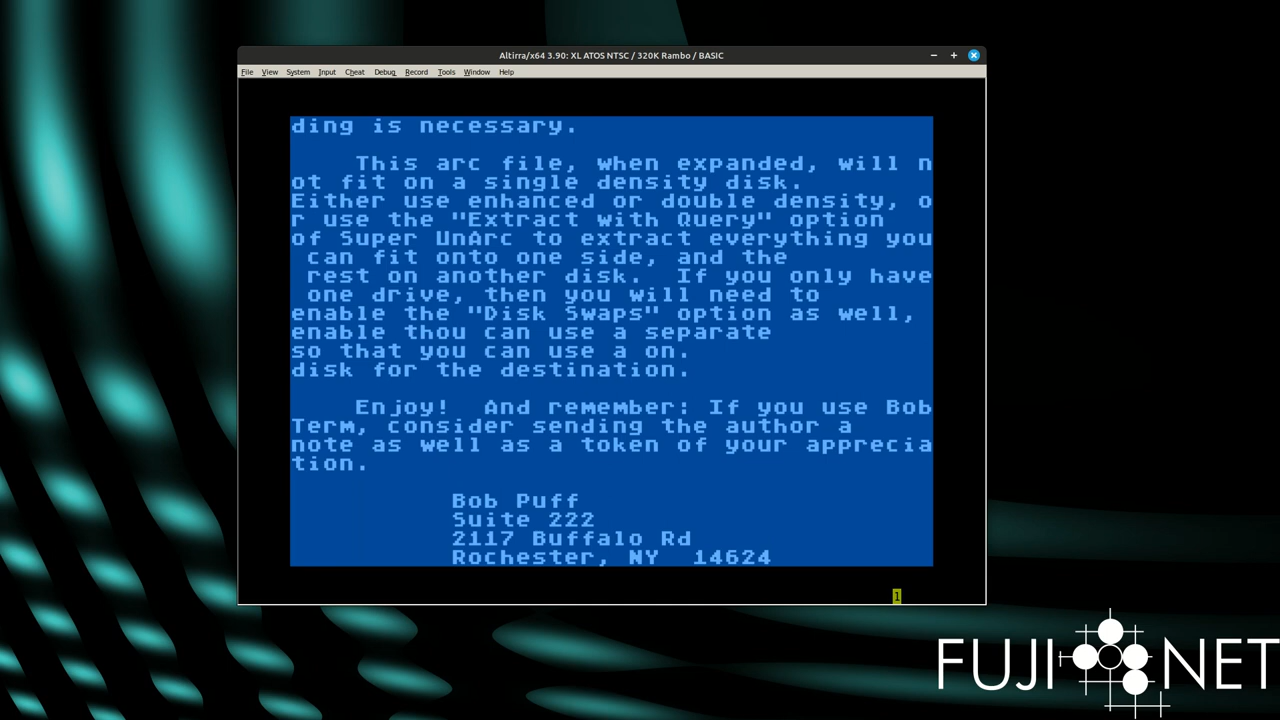 Altirra/x64 3.90: XL ATOS NTSC / 320K Rambo / BASIC
File View System Input Cheat Debug Record Tools Window Help
ding is necessary.
This arc file, when expanded, will n
ot fit on a single density disk.
Either use enhanced or double density, o
r use the "Extract with Query" option
of Super UnArc to extract everything you
can fit onto one side, and the
rest on another disk.  If you only have
one drive, then you will need to
enable the "Disk Swaps" option as well,
enable thou can use a separate
so that you can use a on.
disk for the destination.
Enjoy!  And remember: If you use Bob
Term, consider sending the author a
note as well as a token of your apprecia
tion.
Bob Puff
Suite 222
2117 Buffalo Rd
Rochester, NY  14624
1
FUJI NET